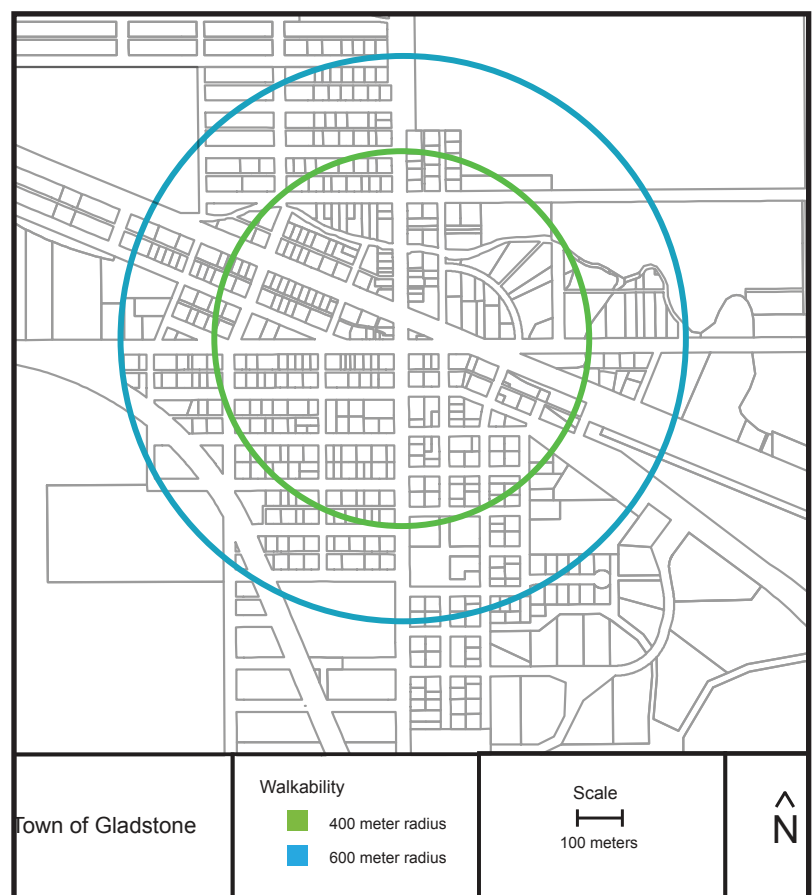 Town of Gladstone
Walkability
400 meter radius
600 meter radius
Scale
100 meters
N